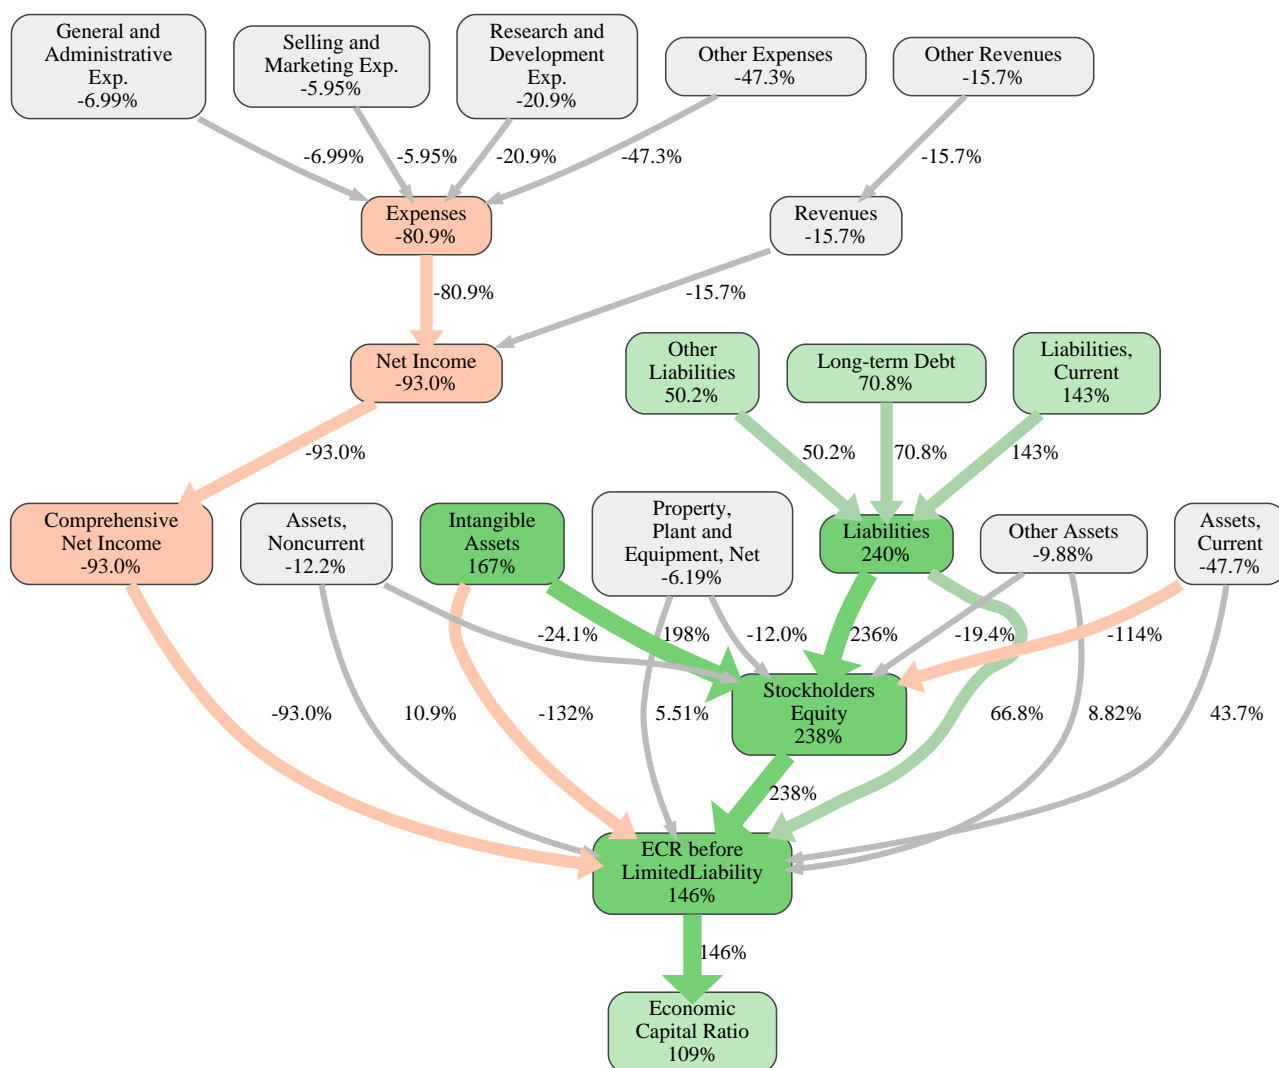 General and
Administrative
Exp.
-6.99%
Selling and
Marketing Exp.
-5.95%
Research and
Development
Exp.
-20.9%
Other Expenses
-47.3%
Other Revenues
-15.7%
-6.99%
-5.95%
-20.9%
-47.3%
-15.7%
Expenses
-80.9%
Revenues
-15.7%
-80.9%
-15.7%
Net Income
-93.0%
Other
Liabilities
50.2%
Long-term Debt
70.8%
Liabilities,
Current
143%
-93.0%
50.2%
70.8%
143%
Comprehensive
Net Income
-93.0%
Assets,
Noncurrent
-12.2%
Intangible
Assets
167%
Property,
Plant and
Equipment, Net
-6.19%
Liabilities
240%
Other Assets
-9.88%
Assets,
Current
-47.7%
-24.1%
198%
-12.0%
236%
-19.4%
-114%
Stockholders
Equity
238%
-93.0%
10.9%
-132%
5.51%
66.8%
8.82%
43.7%
238%
ECR before
LimitedLiability
146%
146%
Economic
Capital Ratio
109%